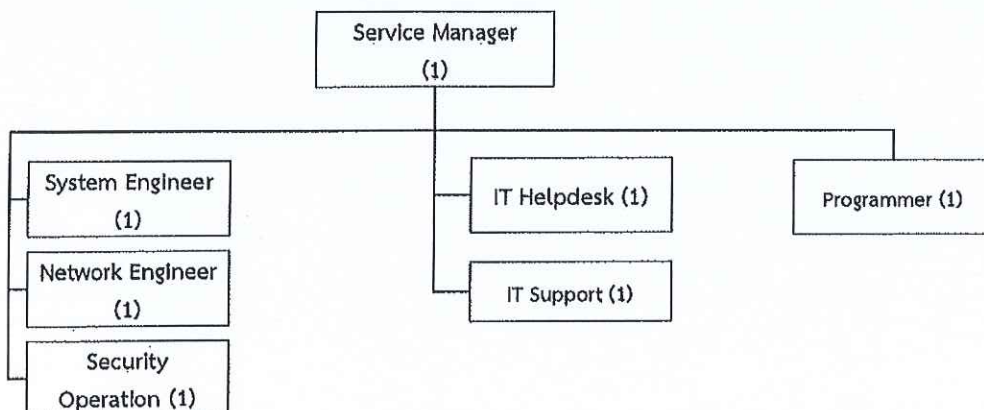 Service Manager
(1)
System Engineer
(1)
IT Helpdesk (1)
Programmer (1)
Network Engineer
(1)
IT Support (1)
Security
Operation (1)